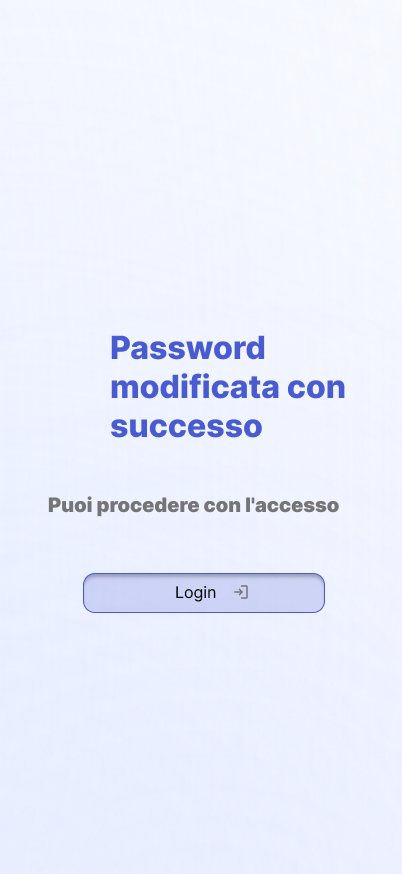 Password
modificata con
successo
Puoi procedere con l'accesso
Login